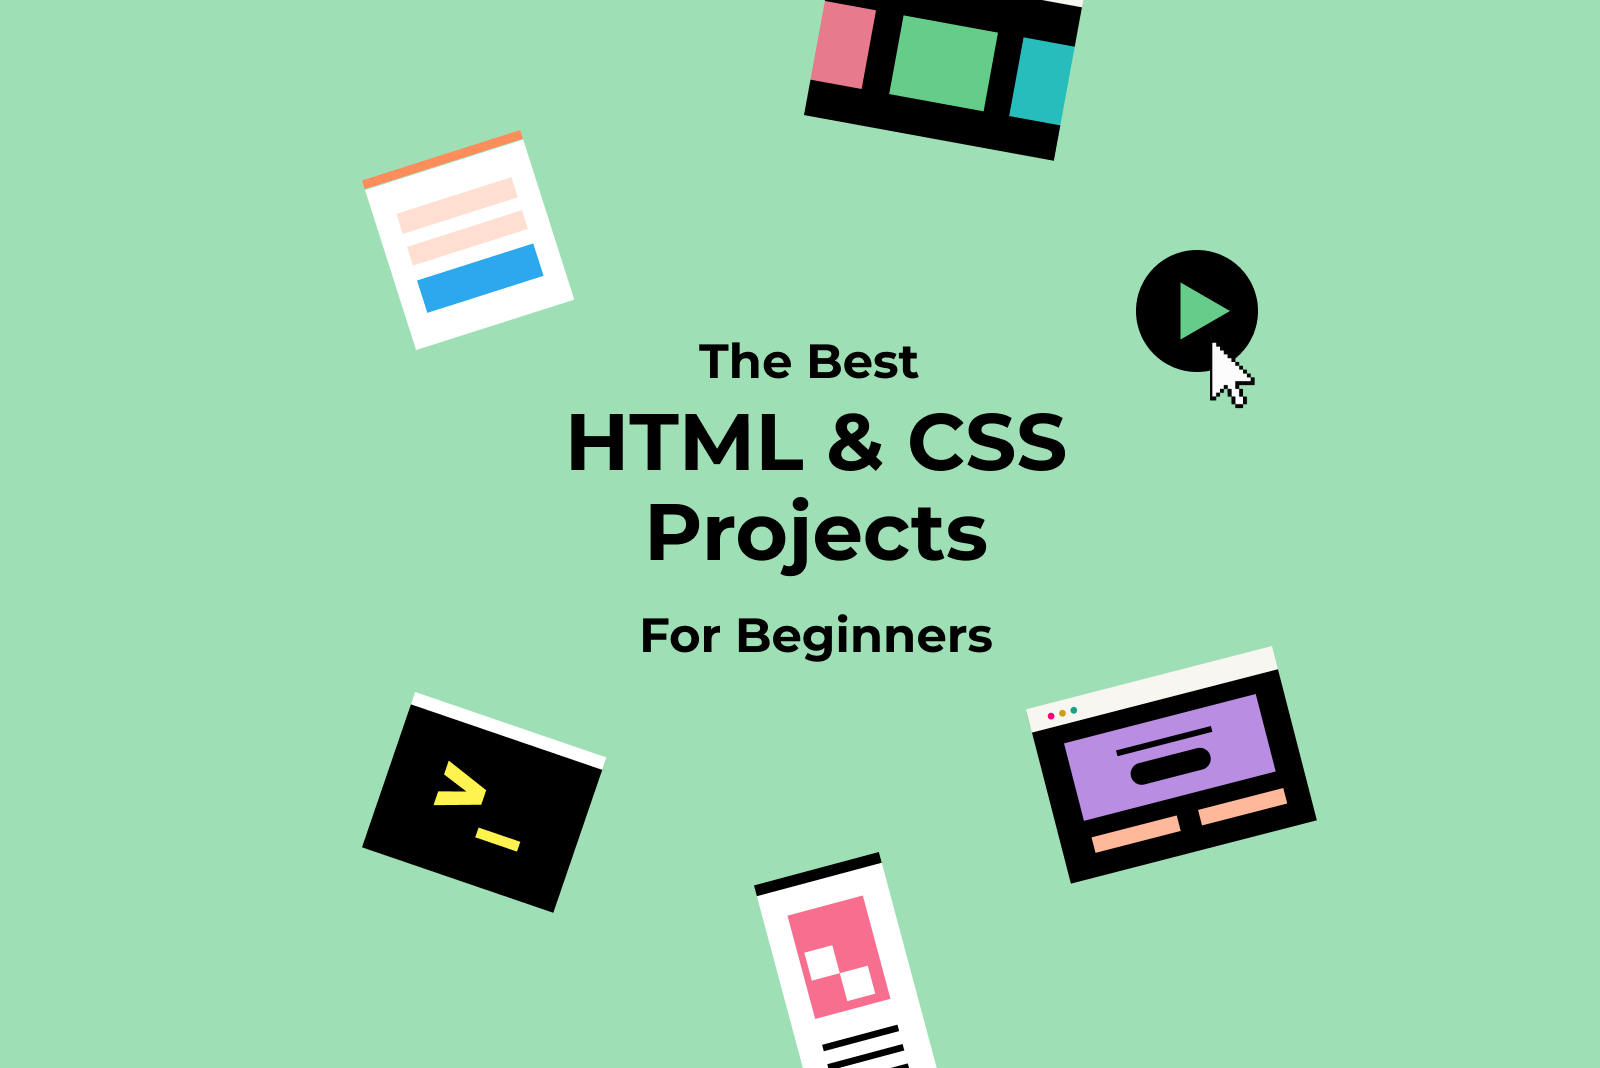 The Best
HTML & CSS
Projects
For Beginners
>_